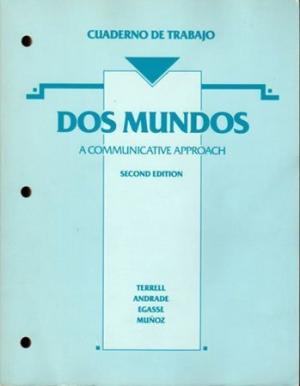 CUADERNO DE TRABAJO
DOS MUNDOS
A COMMUNICATIVE APPROACH
SECOND EDITION
TERRELL
ANDRADE
EGASSE
MUÑOZ